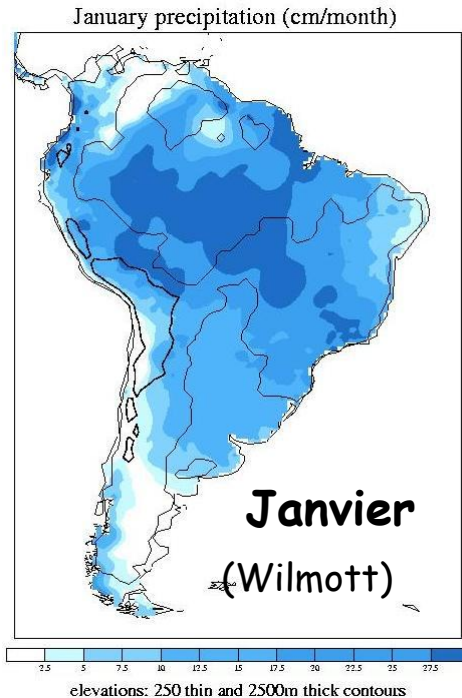 January precipitation (cm/month)
Janvier
(Wilmott)
2.5 5 7.5 10 12.5 15 17.5 20 22.5 25 27.5
elevations: 250 thin and 2500m thick contours